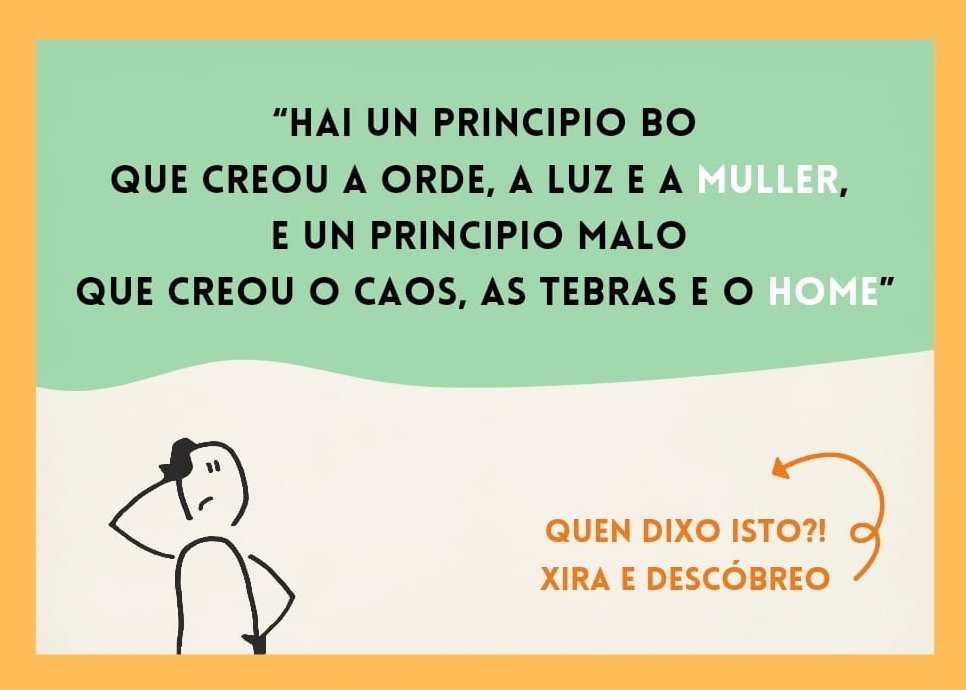 “HAI UN PRINCIPIO BO
QUE CREOU A ORDE, A LUZ E A MULLER,
E UN PRINCIPIO MALO
QUE CREOU O CAOS, AS TEBRAS E O HOME”
QUEN DIXO ISTO?!
XIRA E DESCÓBREO